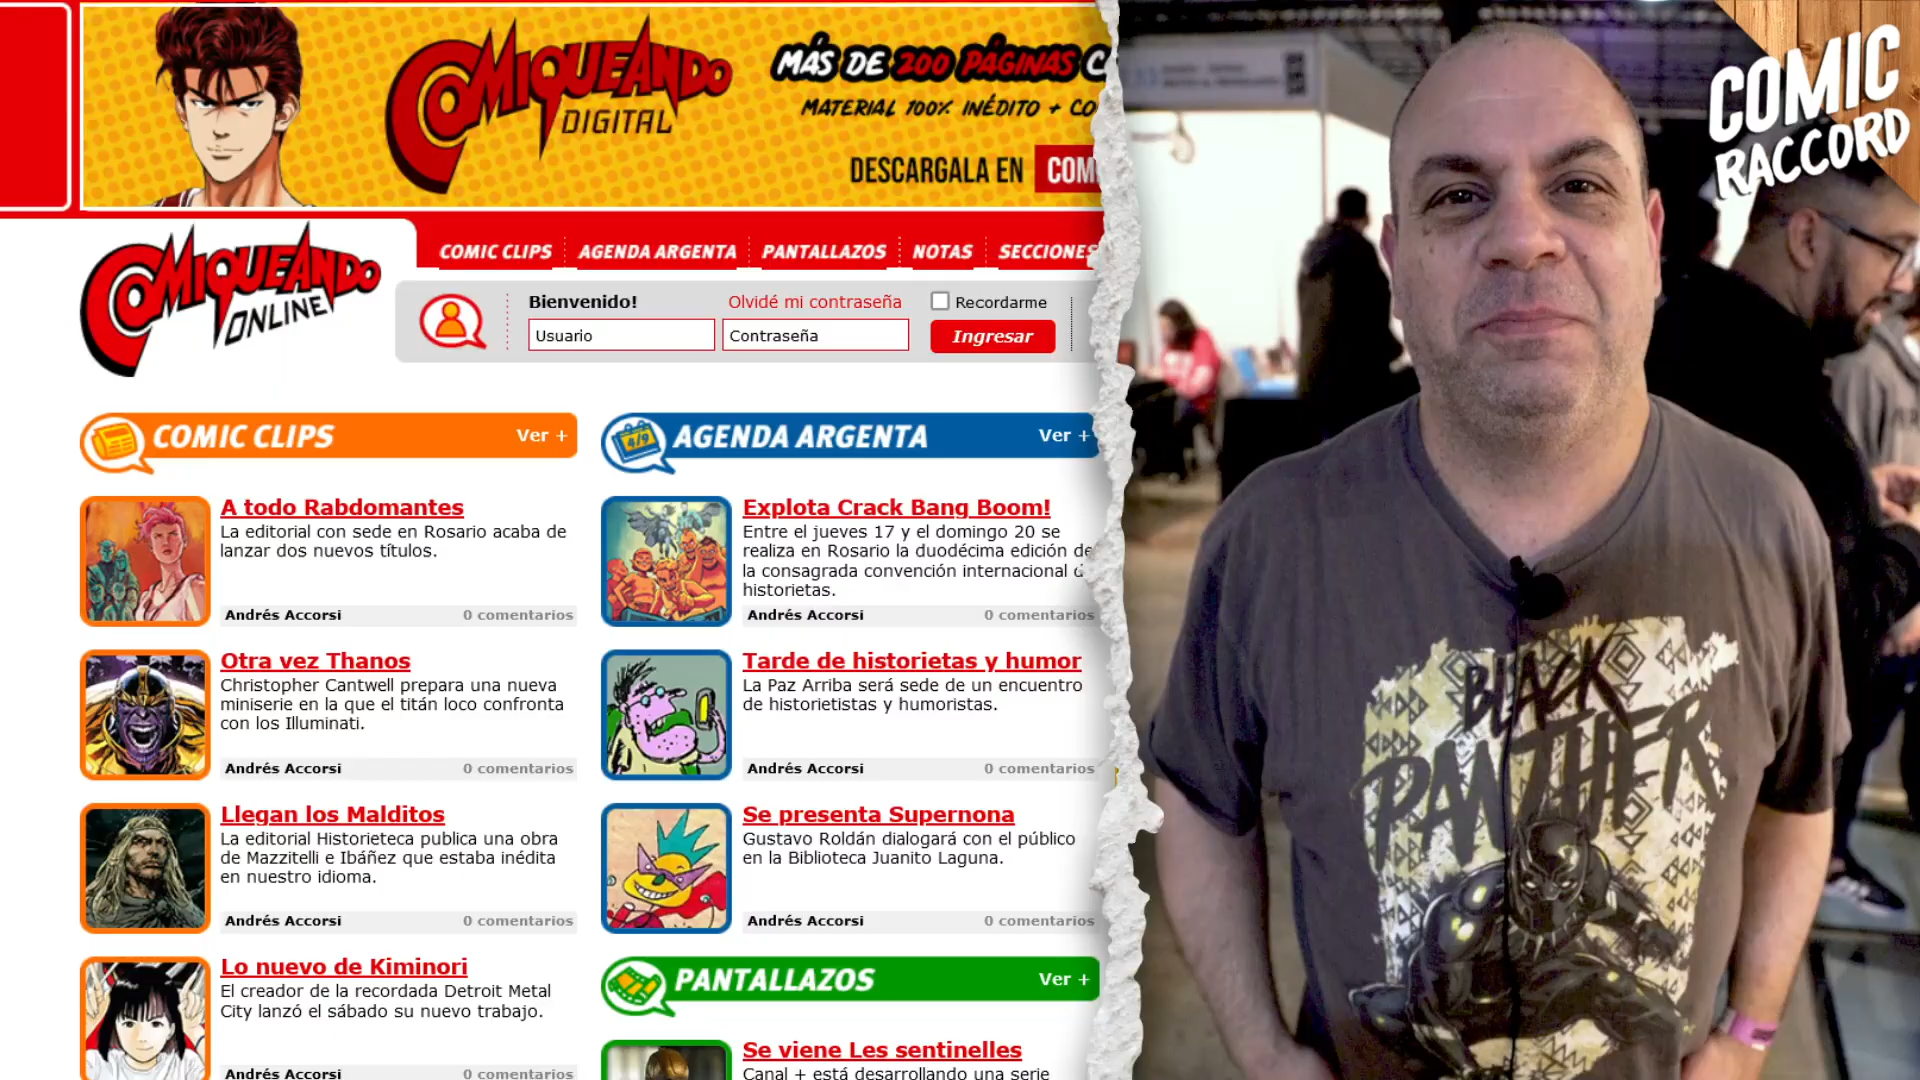 COMIQUEANDO
DIGITAL
MÁS DE 200 PÁGINAS
MATERIAL 100% INÉDITO +
DESCARGALA EN
COMIC
RACCORD
COMIQUEANDO
ONLINE
COMIC CLIPS
AGENDA ARGENTA
PANTALLAZOS
NOTAS
SECCIONES
Bienvenido!
Olvidé mi contraseña
Recordarme
Usuario
Contraseña
Ingresar
COMIC CLIPS
Ver +
A todo Rabdomantes
La editorial con sede en Rosario acaba de
lanzar dos nuevos títulos.
Andrés Accorsi
0 comentarios
Otra vez Thanos
Christopher Cantwell prepara una nueva
miniserie en la que el titán loco confronta
con los Illuminati.
Andrés Accorsi
0 comentarios
Llegan los Malditos
La editorial Historieteca publica una obra
de Mazzitelli e Ibáñez que estaba inédita
en nuestro idioma.
Andrés Accorsi
0 comentarios
Lo nuevo de Kiminori
El creador de la recordada Detroit Metal
City lanzó el sábado su nuevo trabajo.
Andrés Accorsi
0 comentarios
AGENDA ARGENTA
Ver +
4/9
Explota Crack Bang Boom!
Entre el jueves 17 y el domingo 20 se
realiza en Rosario la duodécima edición de
la consagrada convención internacional
historietas.
Andrés Accorsi
0 comentarios
Tarde de historietas y humor
La Paz Arriba será sede de un encuentro
de historietistas y humoristas.
Andrés Accorsi
0 comentarios
Se presenta Supernona
Gustavo Roldán dialogará con el público
en la Biblioteca Juanito Laguna.
Andrés Accorsi
0 comentarios
PANTALLAZOS
Ver +
Se viene Les sentinelles
Canal + está desarrollando una serie
BLACK
PANTHER